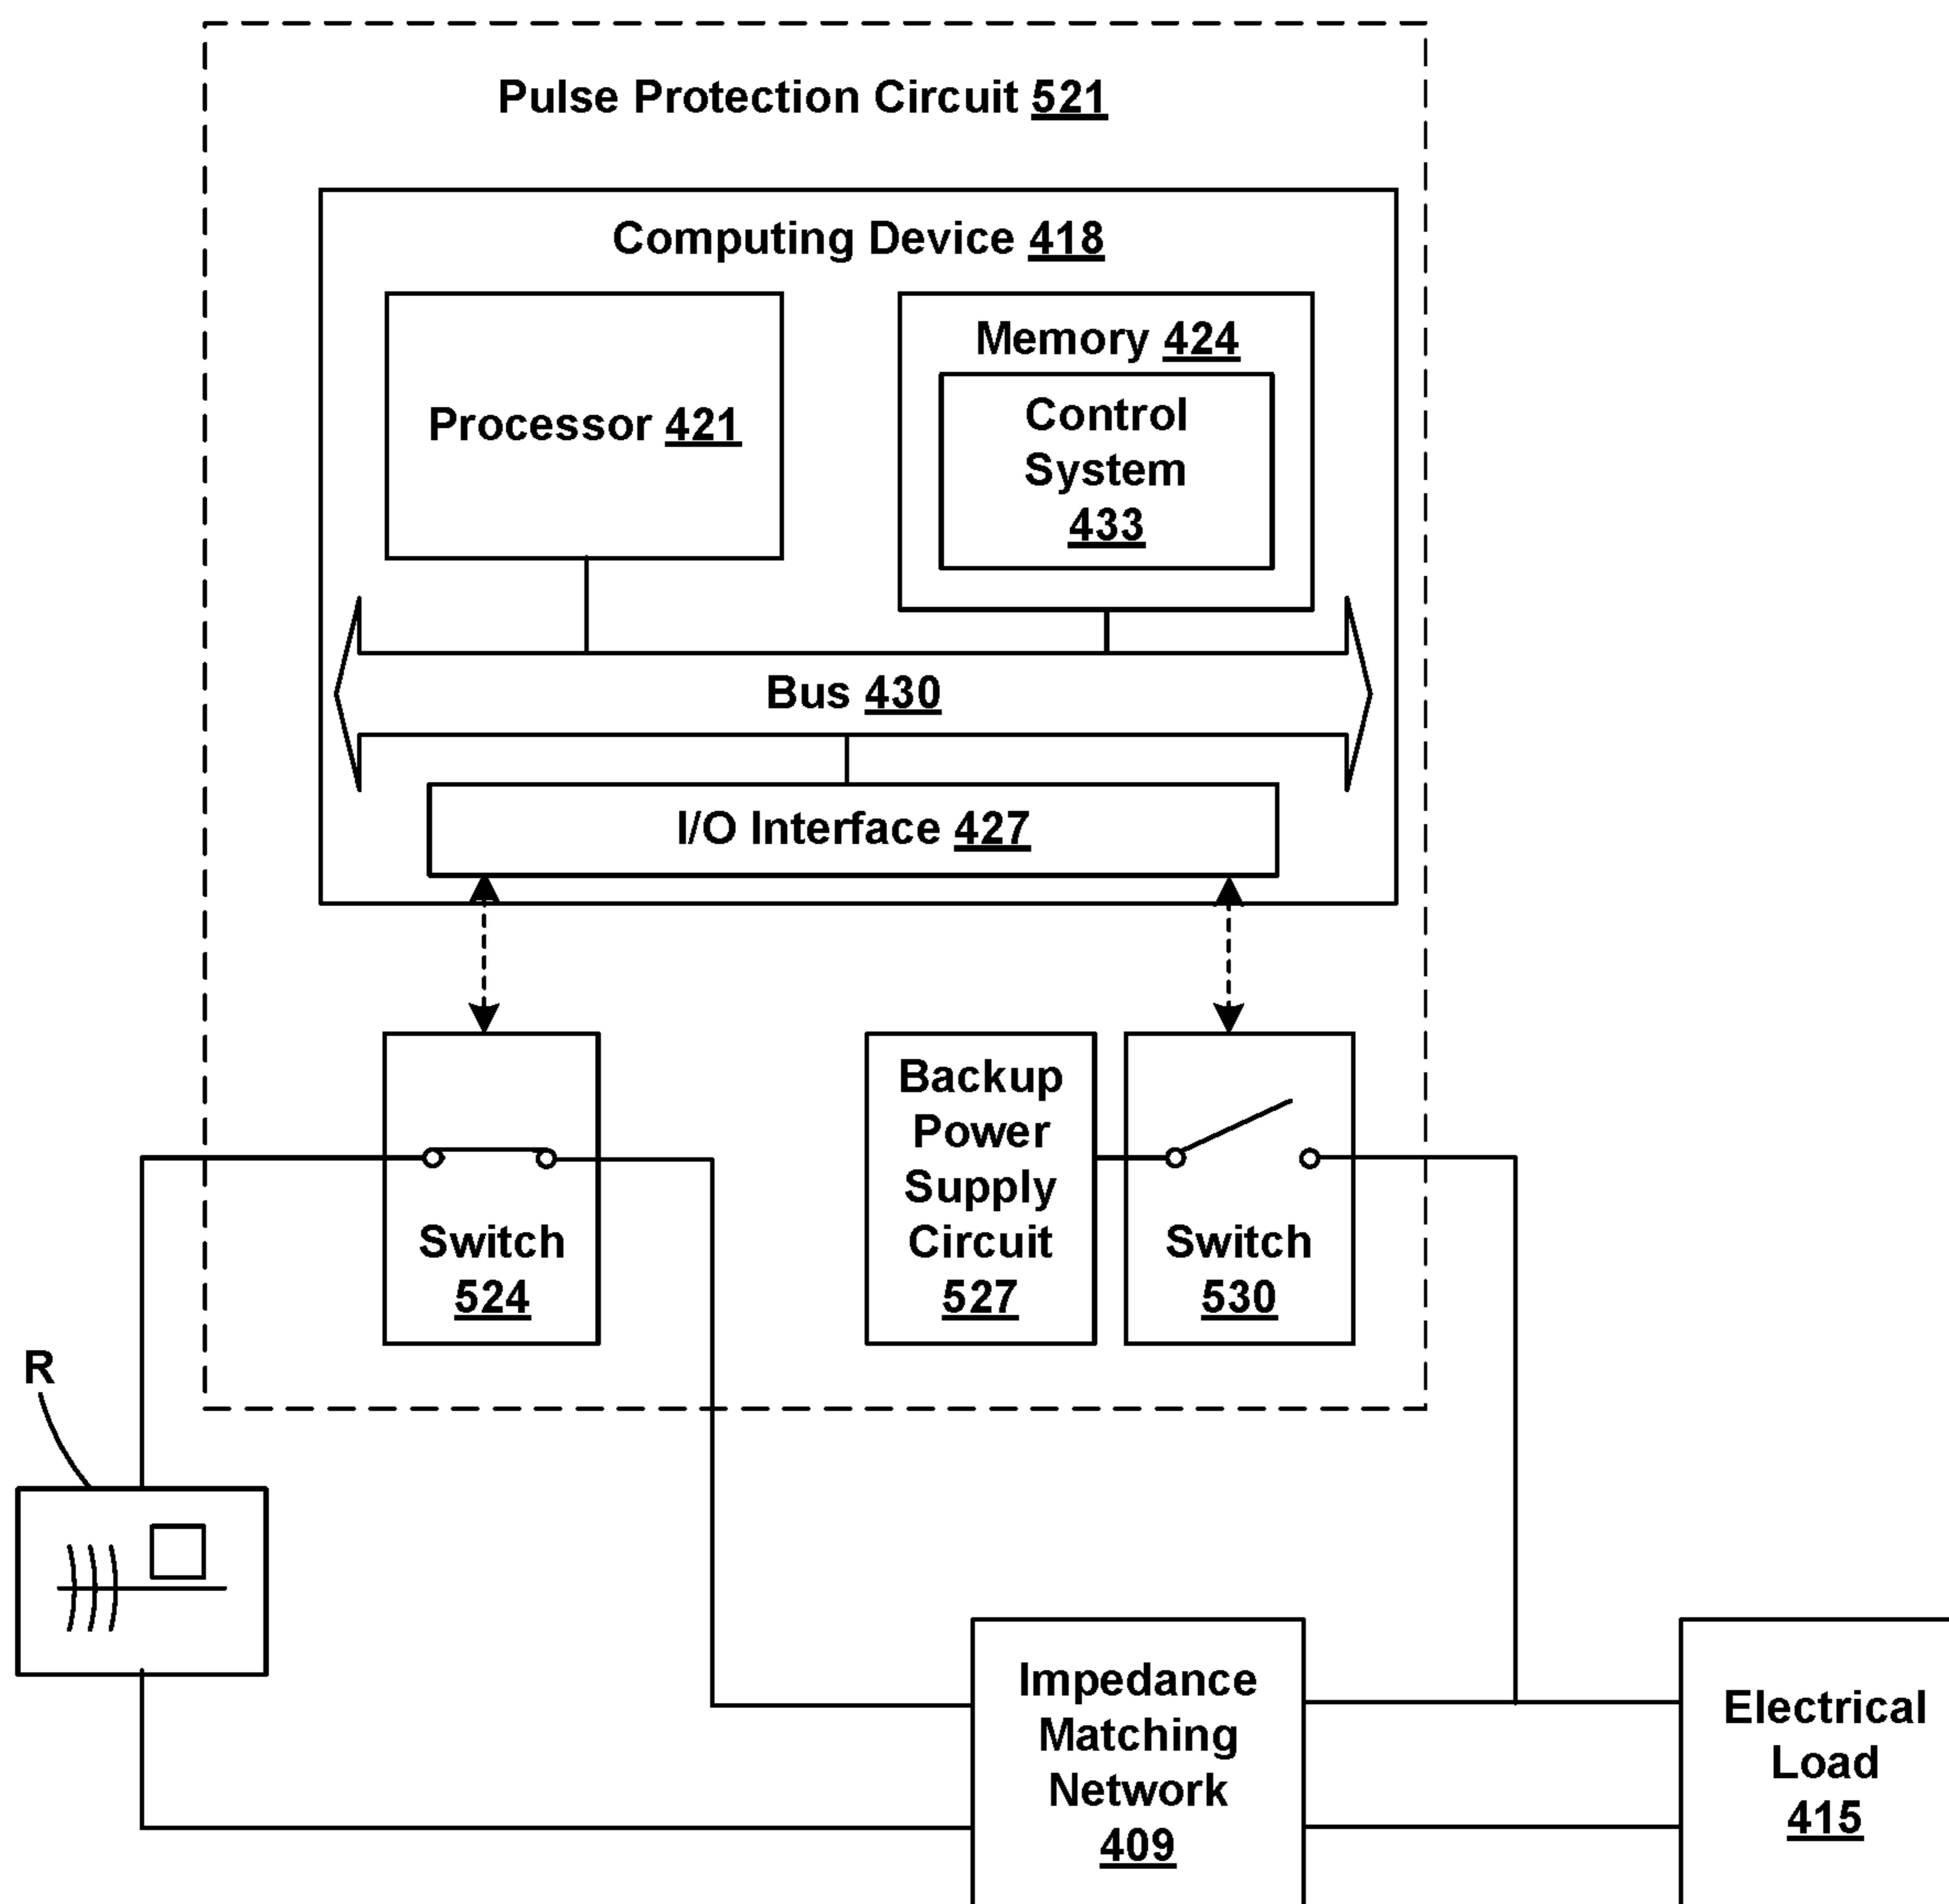 Pulse Protection Circuit 521
Computing Device 418
Processor 421
Memory 424
Control
System
433
Bus 430
I/O Interface 427
Switch
524
Backup
Power
Supply
Circuit
527
Switch
530
R
Impedance
Matching
Network
409
Electrical
Load
415